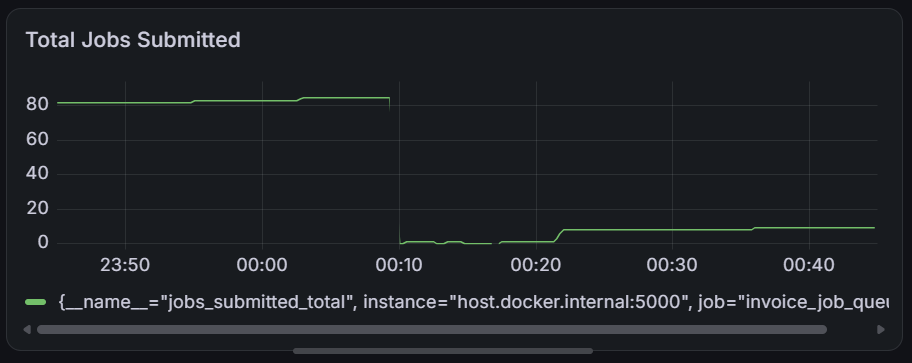 Total Jobs Submitted
80
60
40
20
0
23:50 00:00 00:10 00:20 00:30 00:40
{__name__="jobs_submitted_total", instance="host.docker.internal:5000", job="invoice_job_queu